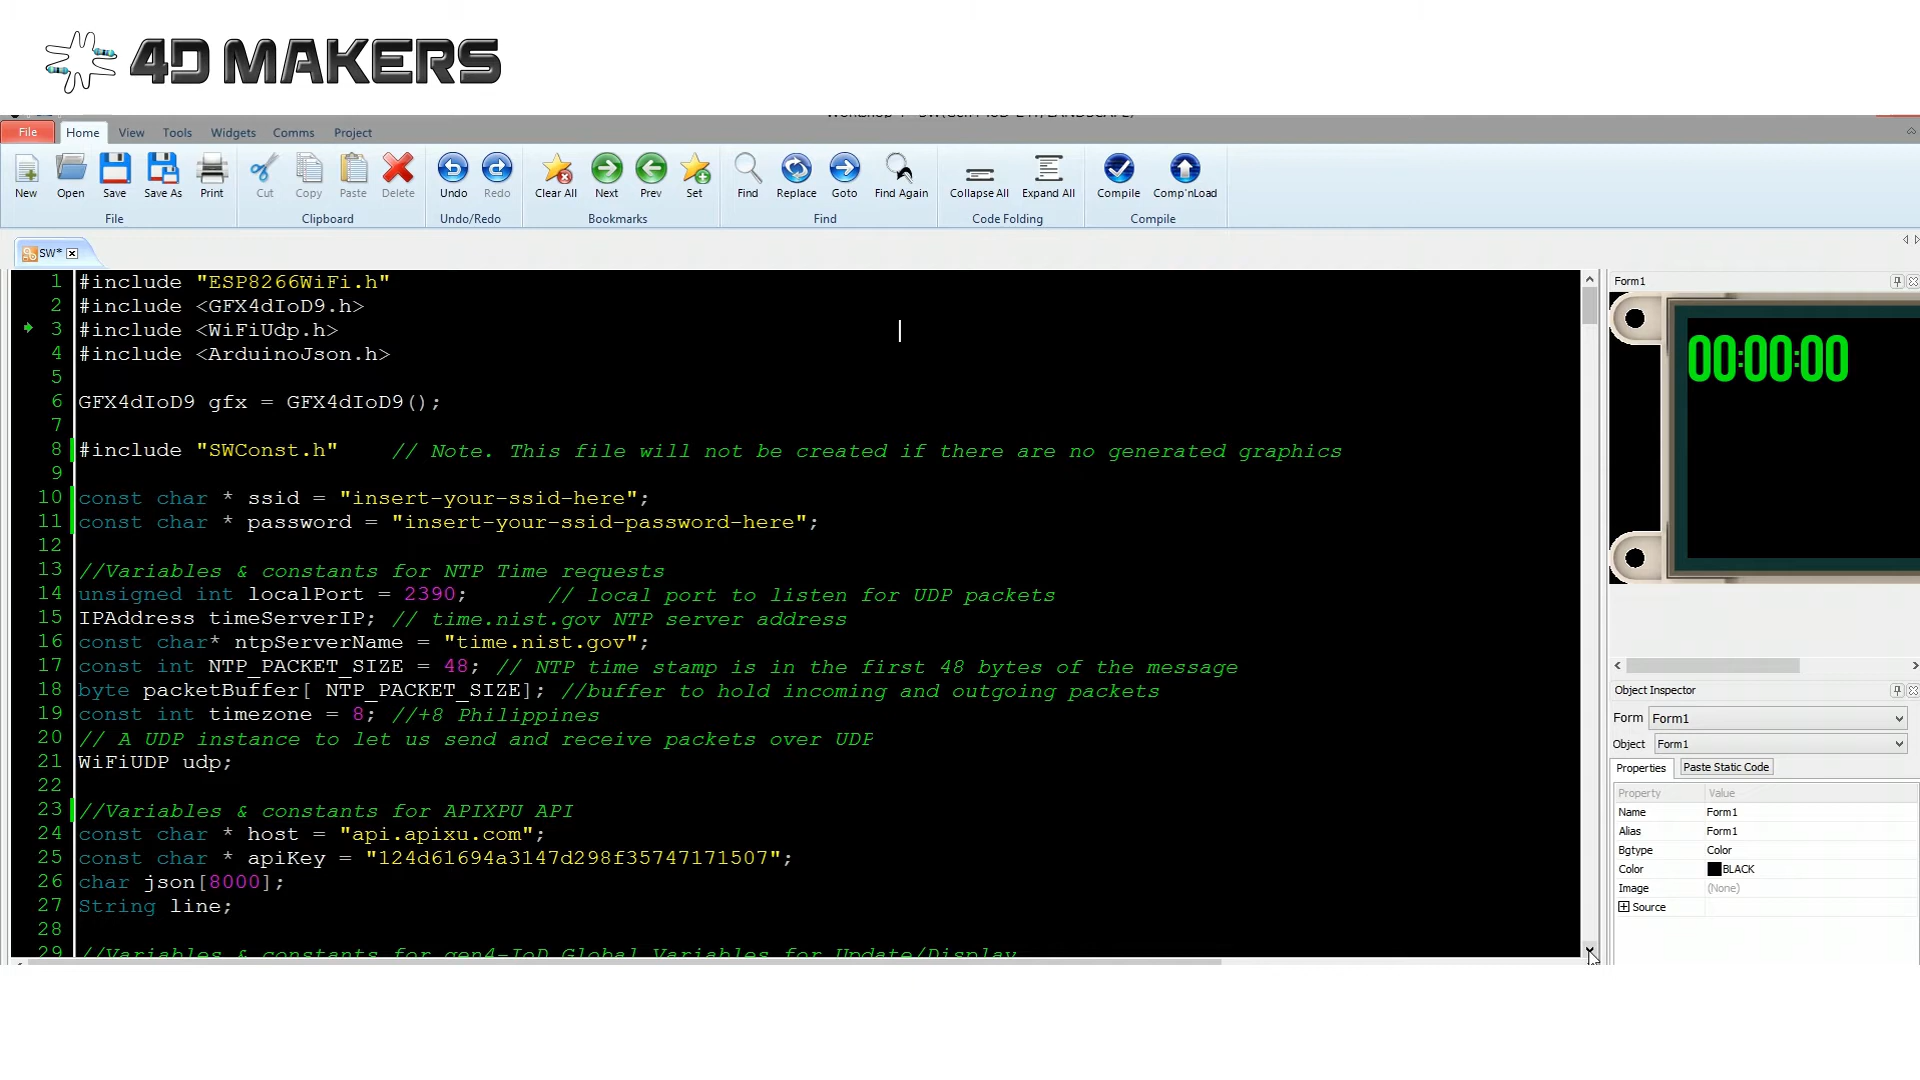 4D MAKERS
File Home View Tools Widgets Comms Project
New Open Save Save As Print Cut Copy Paste Delete Undo Redo Clear All Next Prev Set Find Replace Goto Find Again Collapse All Expand All Compile Comp'nLoad
File Clipboard Undo/Redo Bookmarks Find Code Folding Compile
SW*
1 #include "ESP8266WiFi.h"
2 #include <GFX4dIoD9.h>
3 #include <WiFiUdp.h>
4 #include <ArduinoJson.h>
5
6 GFX4dIoD9 gfx = GFX4dIoD9();
7
8 #include "SWConst.h" // Note. This file will not be created if there are no generated graphics
9
10 const char * ssid = "insert-your-ssid-here";
11 const char * password = "insert-your-ssid-password-here";
12
13 //Variables & constants for NTP Time requests
14 unsigned int localPort = 2390; // local port to listen for UDP packets
15 IPAddress timeServerIP; // time.nist.gov NTP server address
16 const char* ntpServerName = "time.nist.gov";
17 const int NTP_PACKET_SIZE = 48; // NTP time stamp is in the first 48 bytes of the message
18 byte packetBuffer[ NTP_PACKET_SIZE]; //buffer to hold incoming and outgoing packets
19 const int timezone = 8; //+8 Philippines
20 // A UDP instance to let us send and receive packets over UDP
21 WiFiUDP udp;
22
23 //Variables & constants for APIXPU API
24 const char * host = "api.apixu.com";
25 const char * apiKey = "124d61694a3147d298f35747171507";
26 char json[8000];
27 String line;
28
29 //Variables & constants for gen4-IoD Global Variables for Update/Display
Form1
00:00:00
Object Inspector
Form Form1
Object Form1
Properties Paste Static Code
Property Value
Name Form1
Alias Form1
Bgtype Color
Color BLACK
Image (None)
Source